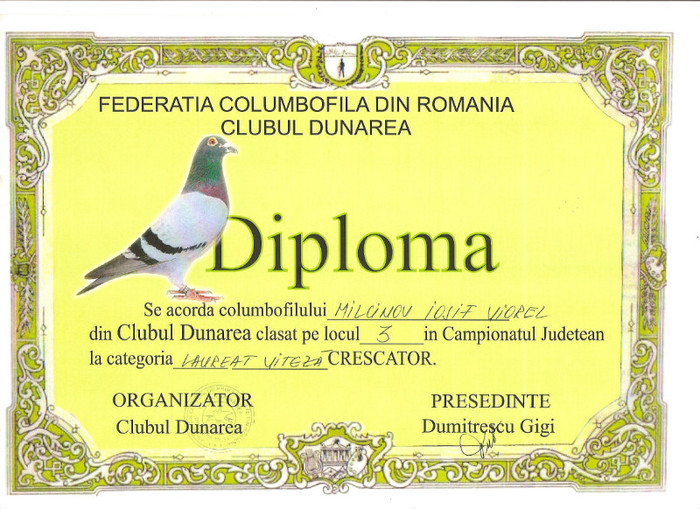 FEDERATIA COLUMBOFILA DIN ROMANIA
CLUBUL DUNAREA
Diploma
Se acorda columbofilului MILCINOV IOSIF VIOREL
din Clubul Dunarea clasat pe locul 3 in Campionatul Judetean
la categoria LAUREAT VITEZA CRESCATOR.
ORGANIZATOR
Clubul Dunarea
PRESEDINTE
Dumitrescu Gigi